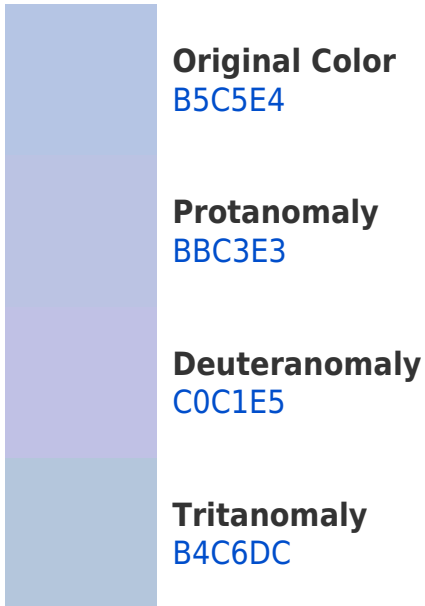 Original Color
B5C5E4
Protanomaly
BBC3E3
Deuteranomaly
C0C1E5
Tritanomaly
B4C6DC